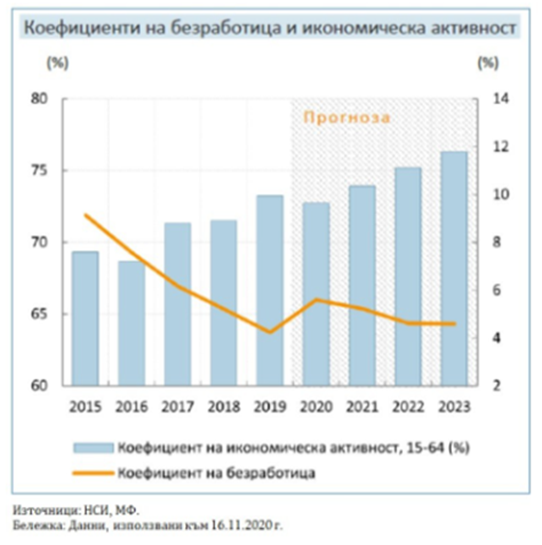 Коефициенти на безработица и икономическа активност
(%) (%)
80 14
Прогноза
12
75
10
70 8
6
65
4
60 2
2015 2016 2017 2018 2019 2020 2021 2022 2023
Коефициент на икономическа активност, 15-64 (%)
Коефициент на безработица
Източници: НСИ, МФ.
Бележка: Данни, използвани към 16.11.2020 г.